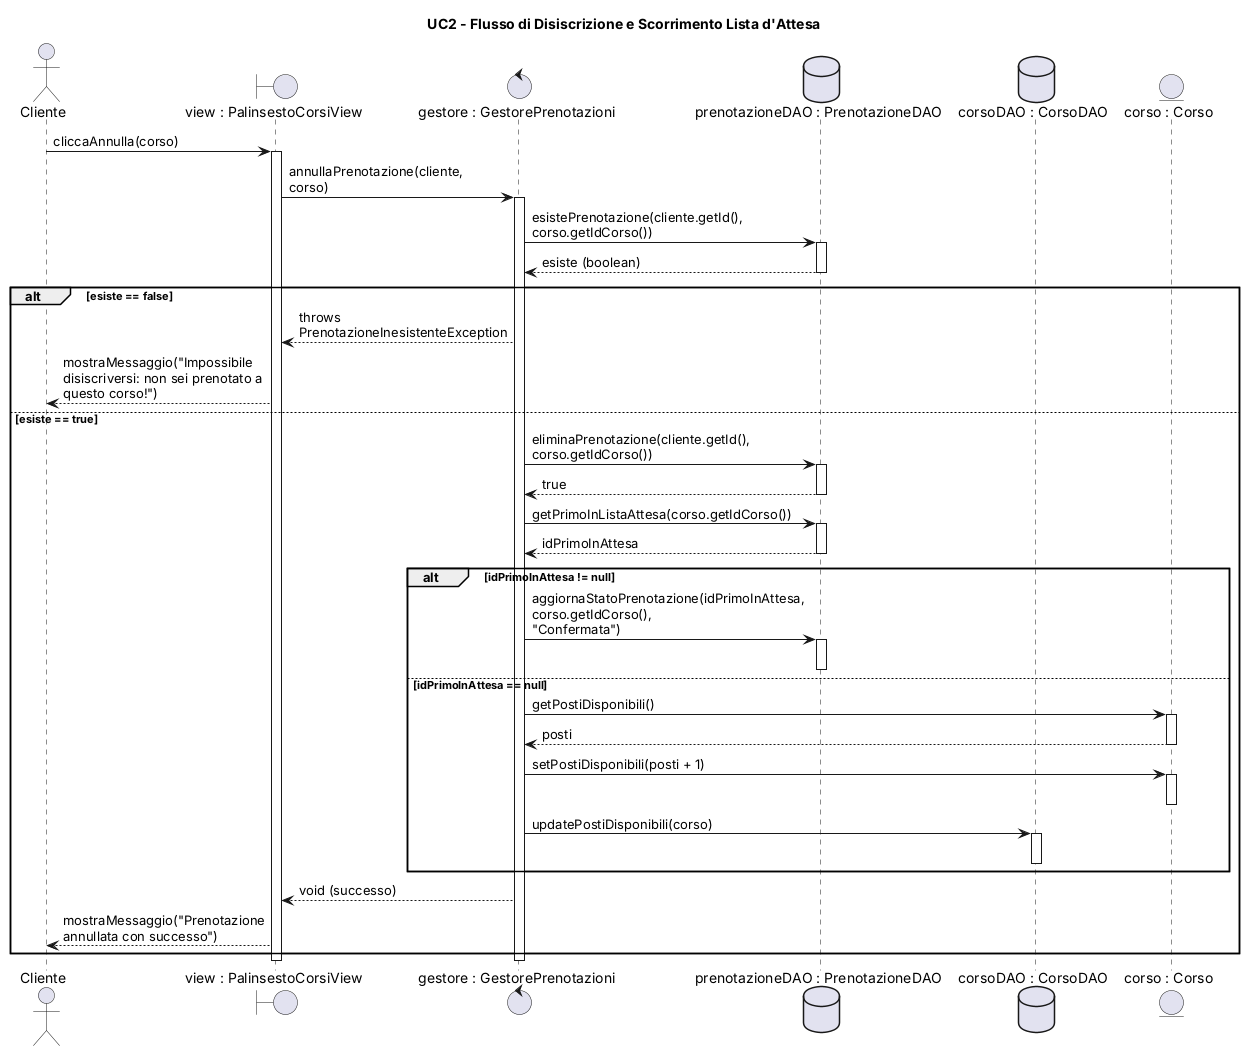 UC2 - Flusso di Disiscrizione e Scorrimento Lista d'Attesa
Cliente
view : PalinsestoCorsiView
gestore : GestorePrenotazioni
prenotazioneDAO : PrenotazioneDAO
corsoDAO : CorsoDAO
corso : Corso
cliccaAnnulla(corso)
annullaPrenotazione(cliente,
corso)
esistePrenotazione(cliente.getId(),
corso.getIdCorso())
esiste (boolean)
alt
[esiste == false]
throws
PrenotazioneInesistenteException
mostraMessaggio("Impossibile
disiscriversi: non sei prenotato a
questo corso!")
[esiste == true]
eliminaPrenotazione(cliente.getId(),
corso.getIdCorso())
true
getPrimoInListaAttesa(corso.getIdCorso())
idPrimoInAttesa
alt
[idPrimoInAttesa != null]
aggiornaStatoPrenotazione(idPrimoInAttesa,
corso.getIdCorso(),
"Confermata")
[idPrimoInAttesa == null]
getPostiDisponibili()
posti
setPostiDisponibili(posti + 1)
updatePostiDisponibili(corso)
void (successo)
mostraMessaggio("Prenotazione
annullata con successo")
Cliente
view : PalinsestoCorsiView
gestore : GestorePrenotazioni
prenotazioneDAO : PrenotazioneDAO
corsoDAO : CorsoDAO
corso : Corso